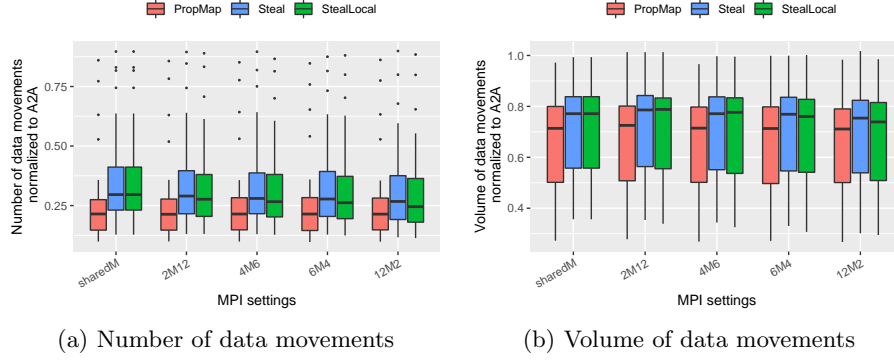 PropMap Steal StealLocal
Number of data movements
normalized to A2A
0.75
0.50
0.25
sharedM
2M12
4M6
6M4
12M2
MPI settings
(a) Number of data movements
PropMap Steal StealLocal
Volume of data movements
normalized to A2A
1.0
0.8
0.6
0.4
sharedM
2M12
4M6
6M4
12M2
MPI settings
(b) Volume of data movements